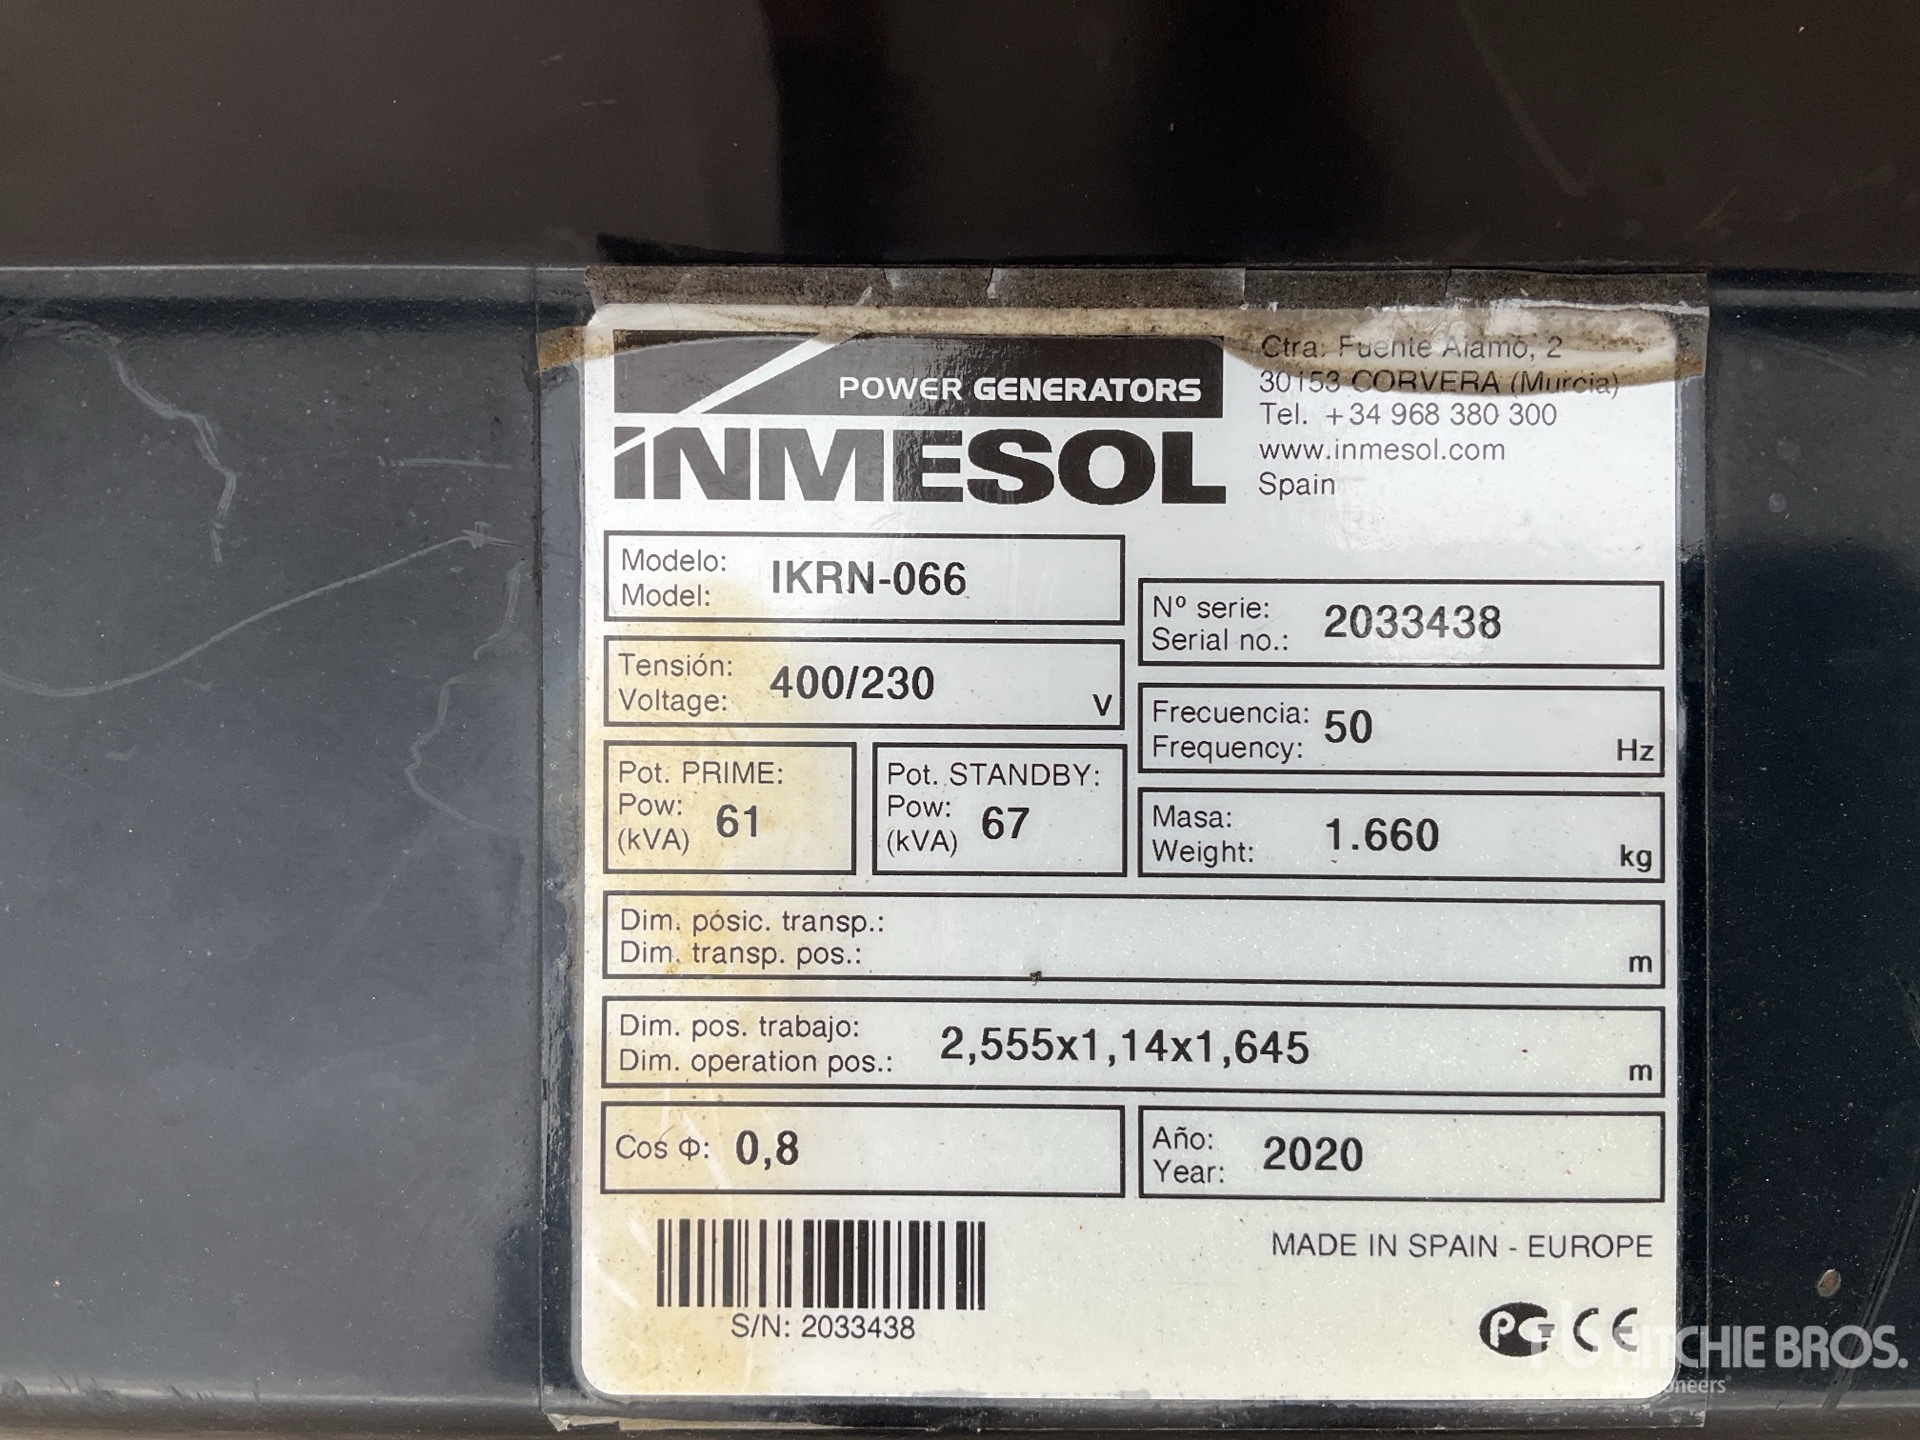 POWER GENERATORS
INMESOL
Ctra. Fuente Alamo, 2
30153 CORVERA (Murcia)
Tel. +34 968 380 300
www.inmesol.com
Spain
Modelo:
Model: IKRN-066
Nº serie:
Serial no.: 2033438
Tensión:
Voltage: 400/230 V
Frecuencia:
Frequency: 50 Hz
Pot. PRIME:
Pow:
(kVA) 61
Pot. STANDBY:
Pow:
(kVA) 67
Masa:
Weight: 1.660 kg
Dim. posic. transp.:
Dim. transp. pos.: m
Dim. pos. trabajo:
Dim. operation pos.: 2,555x1,14x1,645 m
Cos Φ: 0,8
Año:
Year: 2020
S/N: 2033438
MADE IN SPAIN - EUROPE
CE
RITCHIE BROS.
Auctioneers